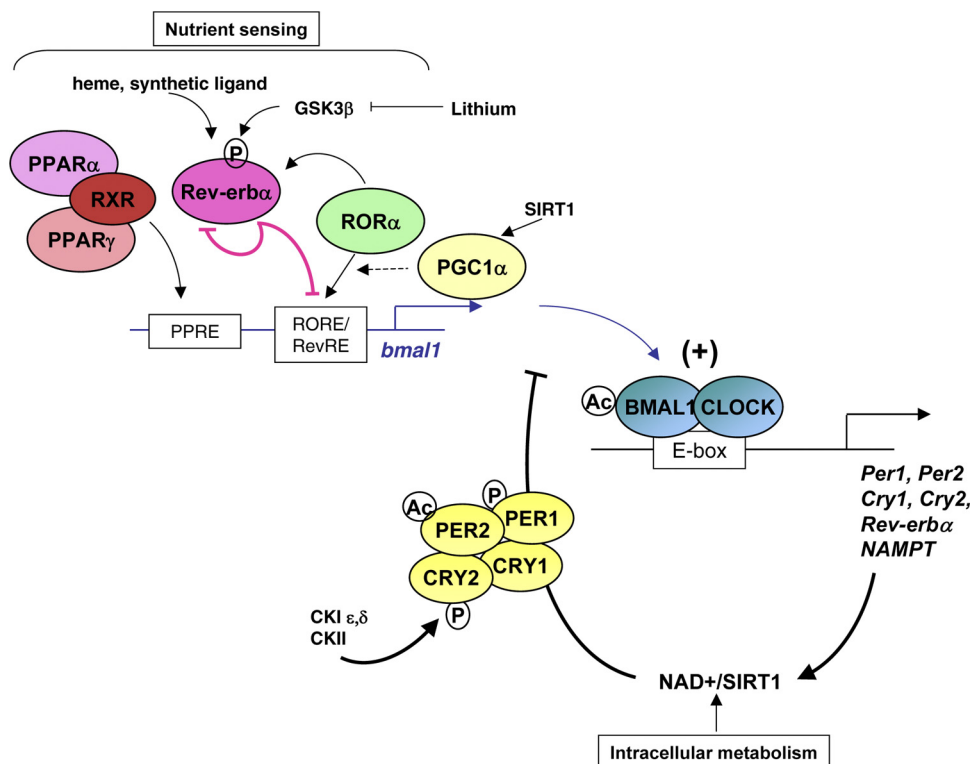 Nutrient sensing
heme, synthetic ligand
GSK3β
Lithium
P
PPARα
RXR
PPARγ
Rev-erbα
RORα
SIRT1
PGC1α
PPRE
RORE/
RevRE
bmal1
(+)
Ac
BMAL1
CLOCK
E-box
Per1, Per2
Cry1, Cry2,
Rev-erbα
NAMPT
Ac
P
PER2
PER1
CRY2
CRY1
P
CKI ε,δ
CKII
NAD+/SIRT1
Intracellular metabolism